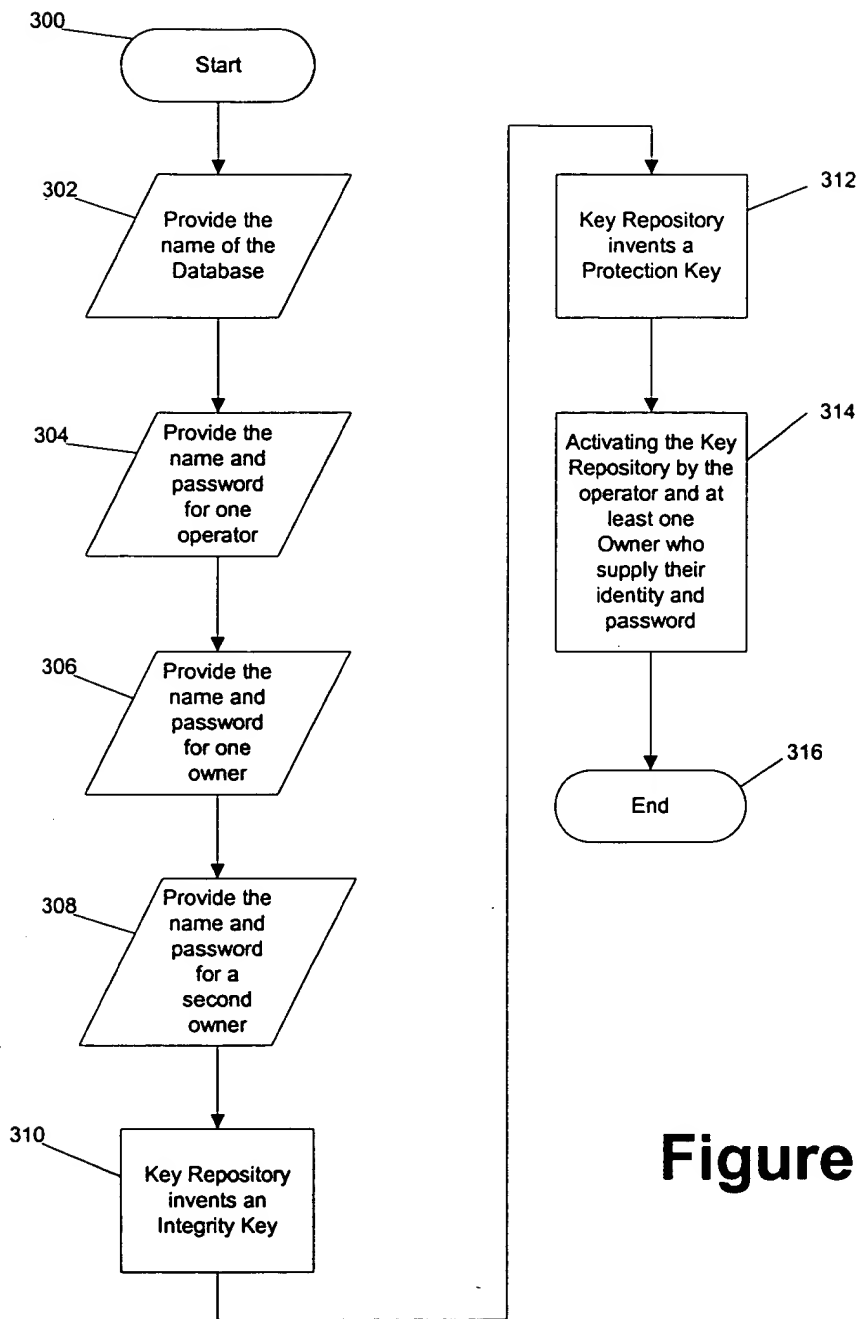 300
Start
302
Provide the
name of the
Database
304
Provide the
name and
password
for one
operator
306
Provide the
name and
password
for one
owner
308
Provide the
name and
password
for a
second
owner
310
Key Repository
invents an
Integrity Key
312
Key Repository
invents a
Protection Key
314
Activating the Key
Repository by the
operator and at
least one
Owner who
supply their
identity and
password
316
End
Figure